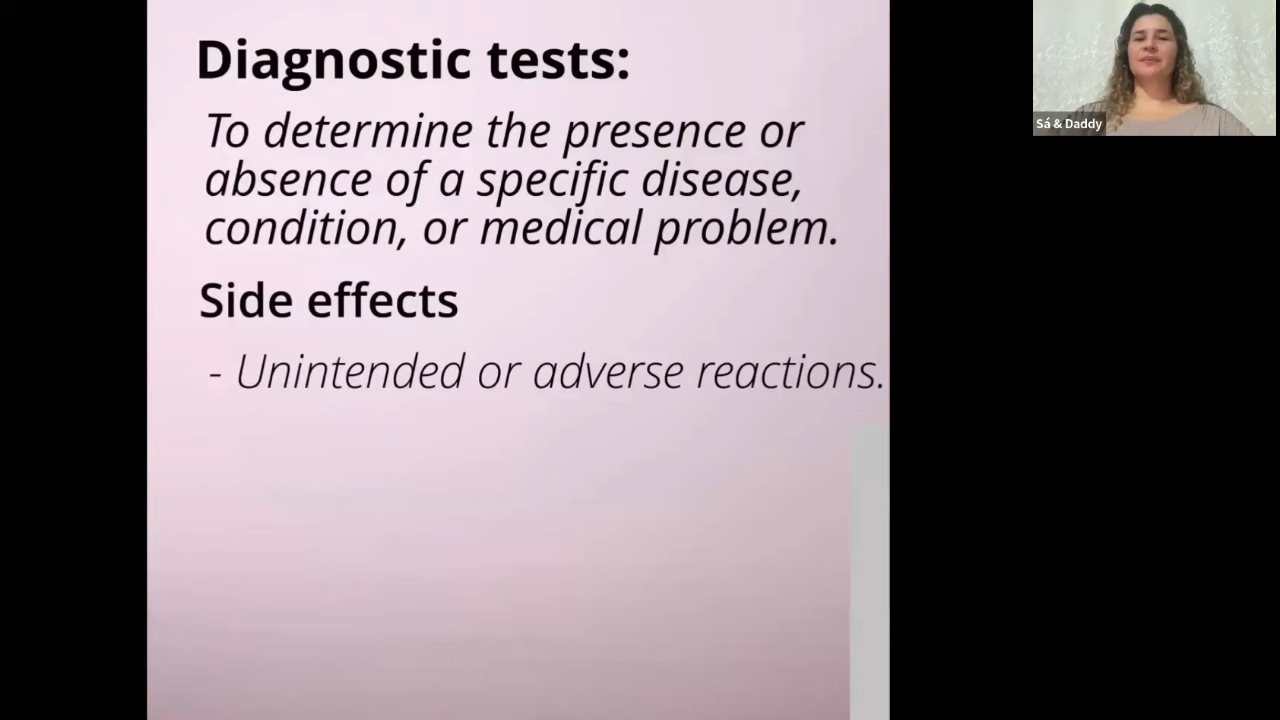 Diagnostic tests:
To determine the presence or
absence of a specific disease,
condition, or medical problem.
Side effects
- Unintended or adverse reactions.
Sá & Daddy